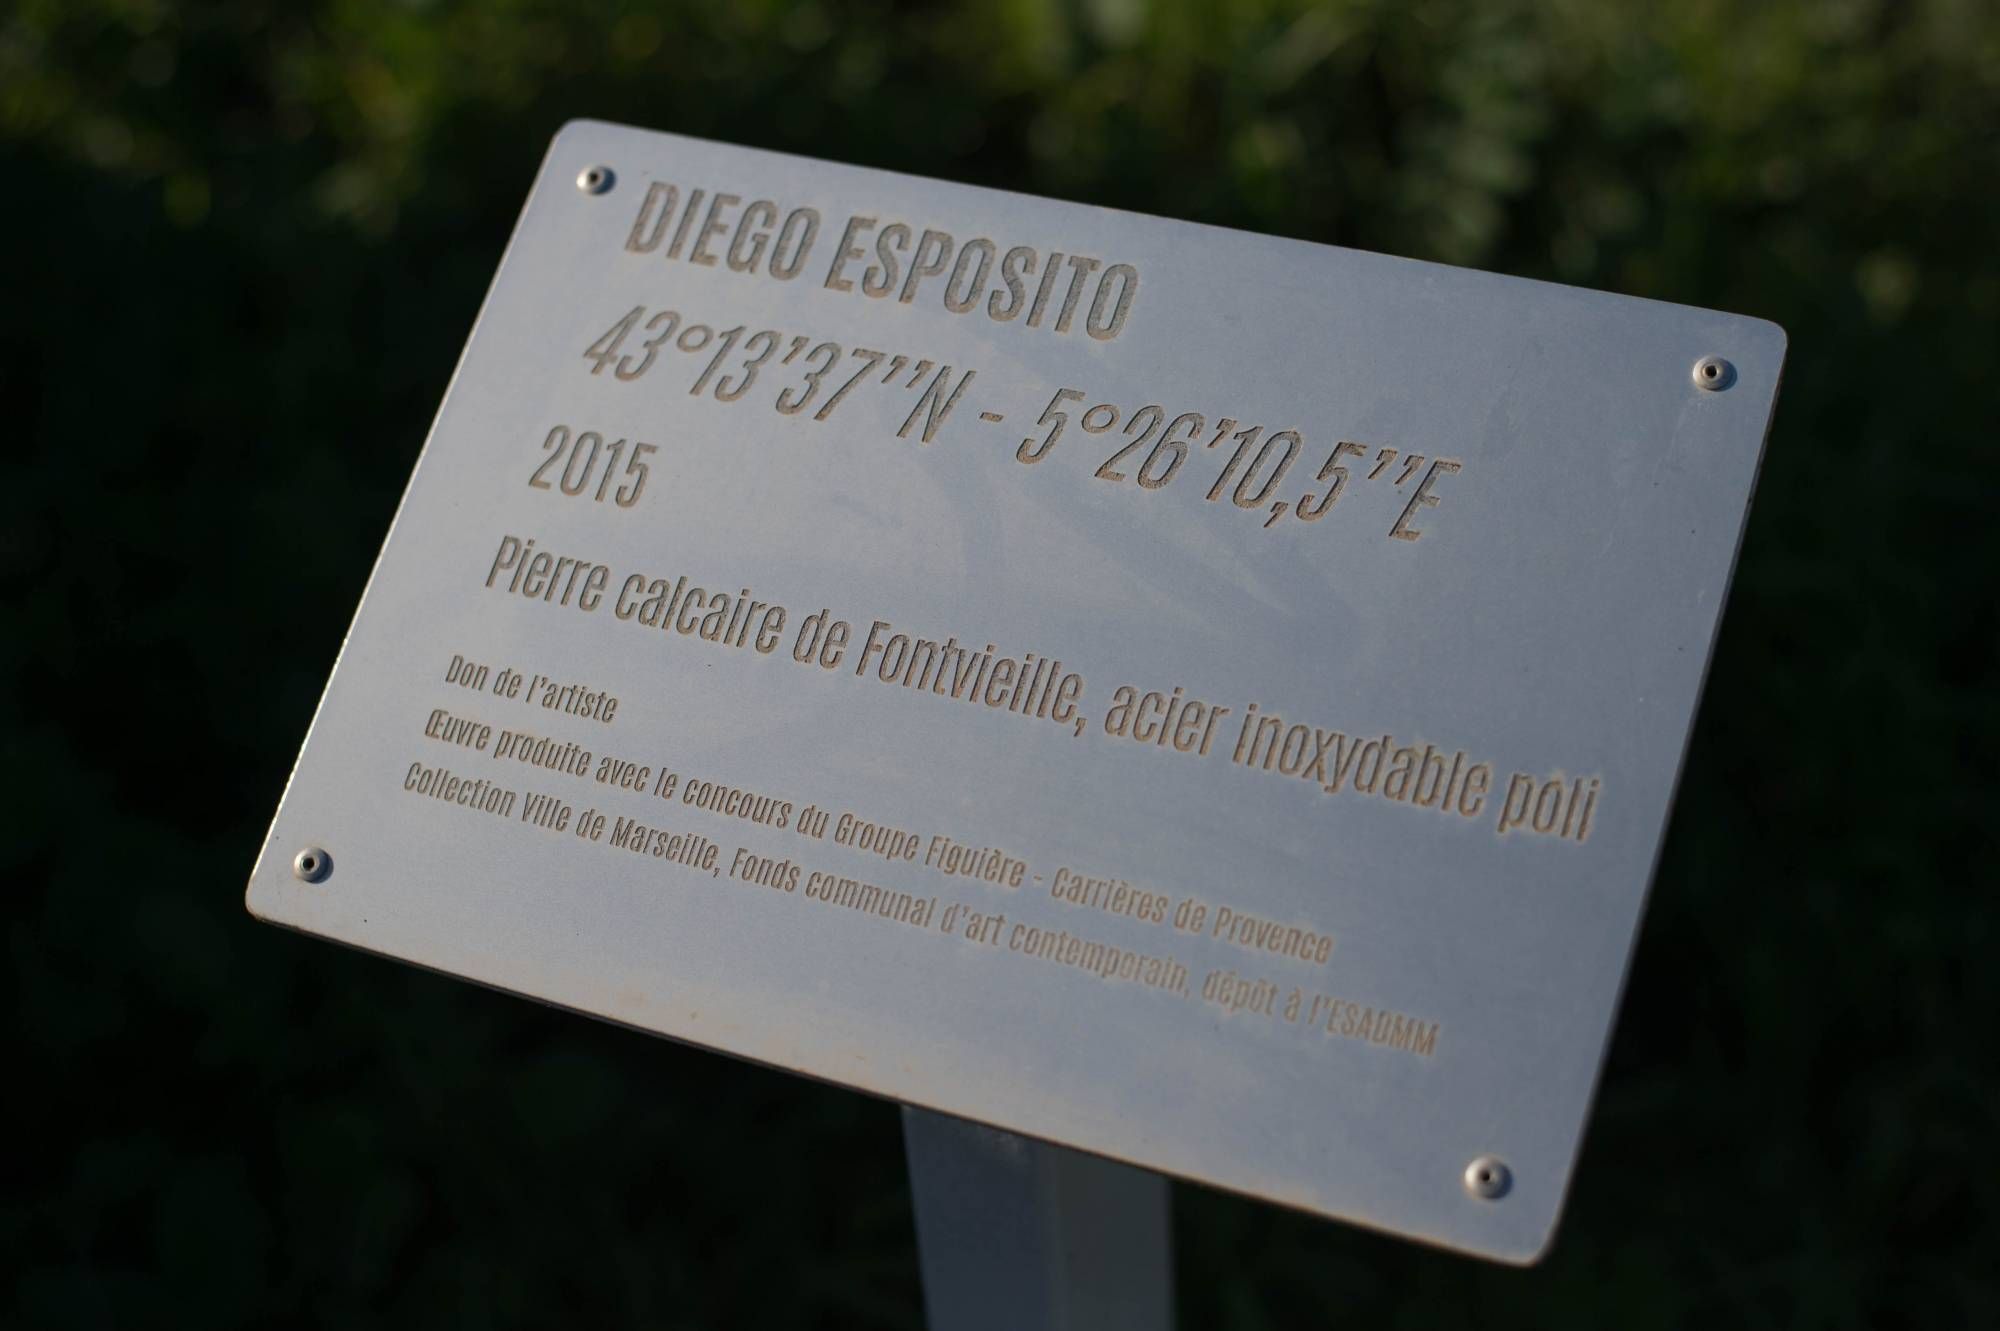 DIEGO ESPOSITO
43°13’37’’N - 5°26’10,5’’E
2015
Pierre calcaire de Fontvieille, acier inoxydable poli
Don de l’artiste
Œuvre produite avec le concours du Groupe Figuière - Carrières de Provence
Collection Ville de Marseille, Fonds communal d’art contemporain, dépôt à l’ESADMM